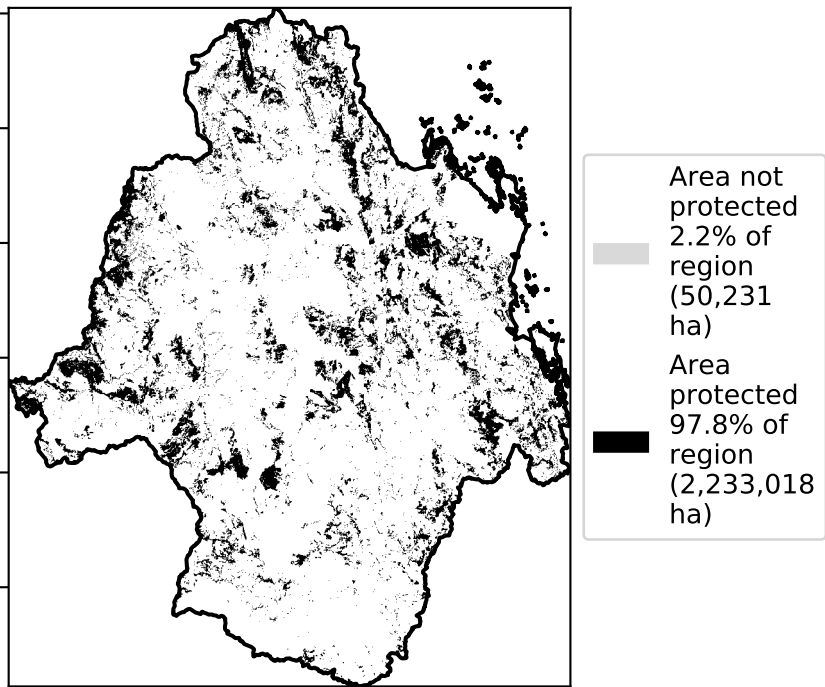 Area not
protected
2.2% of
region
(50,231
ha)
Area
protected
97.8% of
region
(2,233,018
ha)